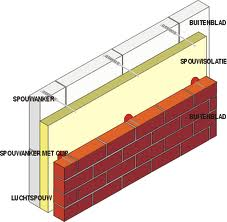 BUITENBLAD
SPOUWISOLATIE
SPOUWANKER
BUITENBLAD
SPOUWANKER MET CLIP
LUCHTSPOUW